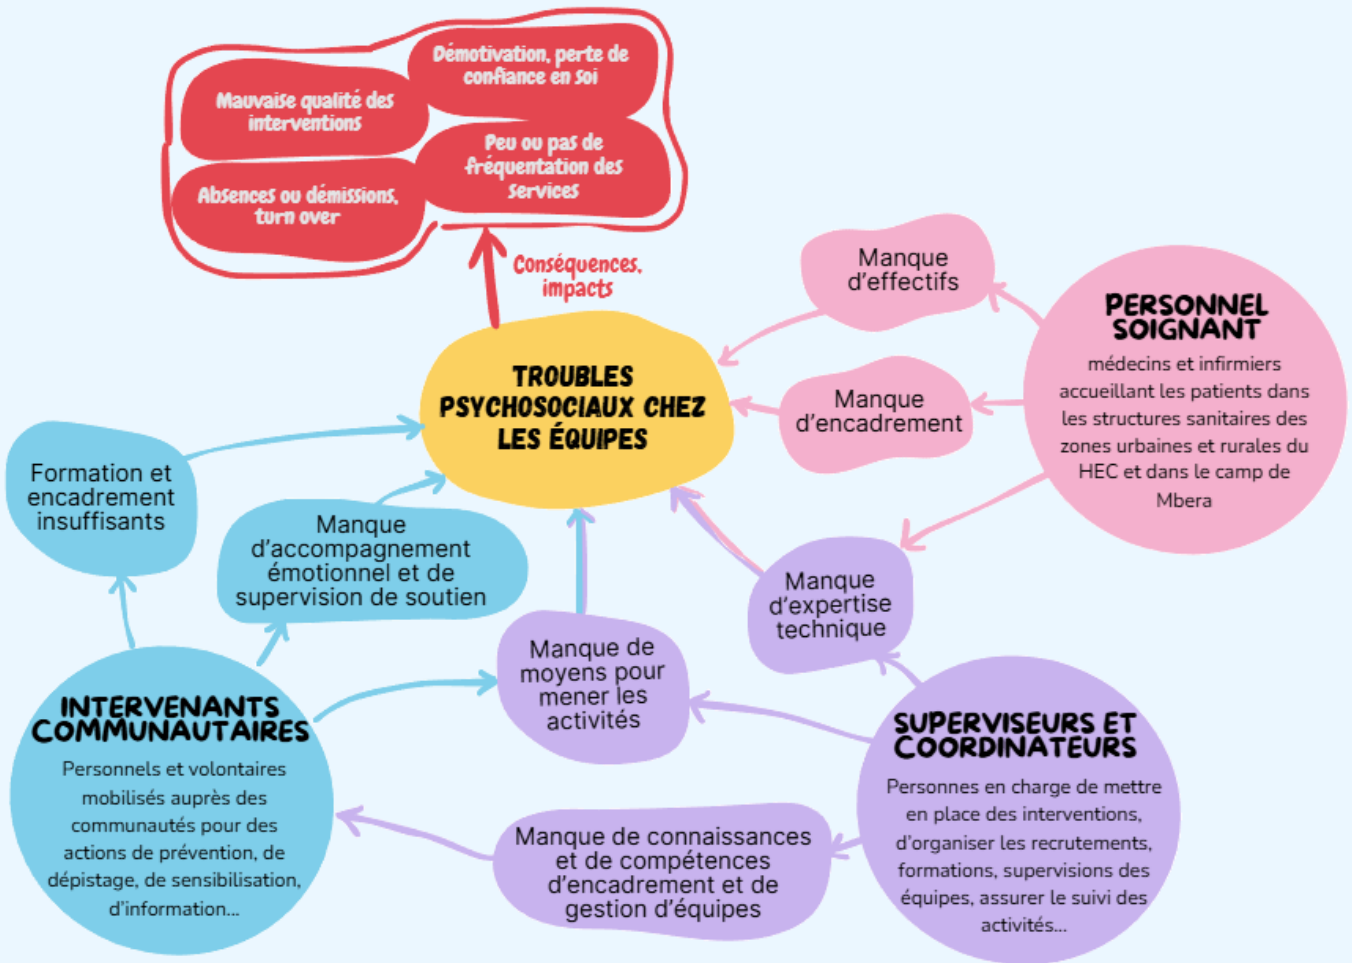 Démotivation, perte de
confiance en soi
Mauvaise qualité des
interventions
Peu ou pas de
fréquentation des
services
Absences ou démissions,
turn over
Conséquences,
impacts
Manque
d'effectifs
PERSONNEL
SOIGNANT
médecins et infirmiers
accueillant les patients dans
les structures sanitaires des
zones urbaines et rurales du
HEC et dans le camp de
Mbera
TROUBLES
PSYCHOSOCIAUX CHEZ
LES ÉQUIPES
Manque
d'encadrement
Formation et
encadrement
insuffisants
Manque
d'accompagnement
émotionnel et de
supervision de soutien
Manque
d'expertise
technique
Manque de
moyens pour
mener les
activités
INTERVENANTS
COMMUNAUTAIRES
Personnels et volontaires
mobilisés auprès des
communautés pour des
actions de prévention, de
dépistage, de sensibilisation,
d'information...
SUPERVISEURS ET
COORDINATEURS
Personnes en charge de mettre
en place des interventions,
d'organiser les recrutements,
formations, supervisions des
équipes, assurer le suivi des
activités...
Manque de connaissances
et de compétences
d'encadrement et de
gestion d'équipes